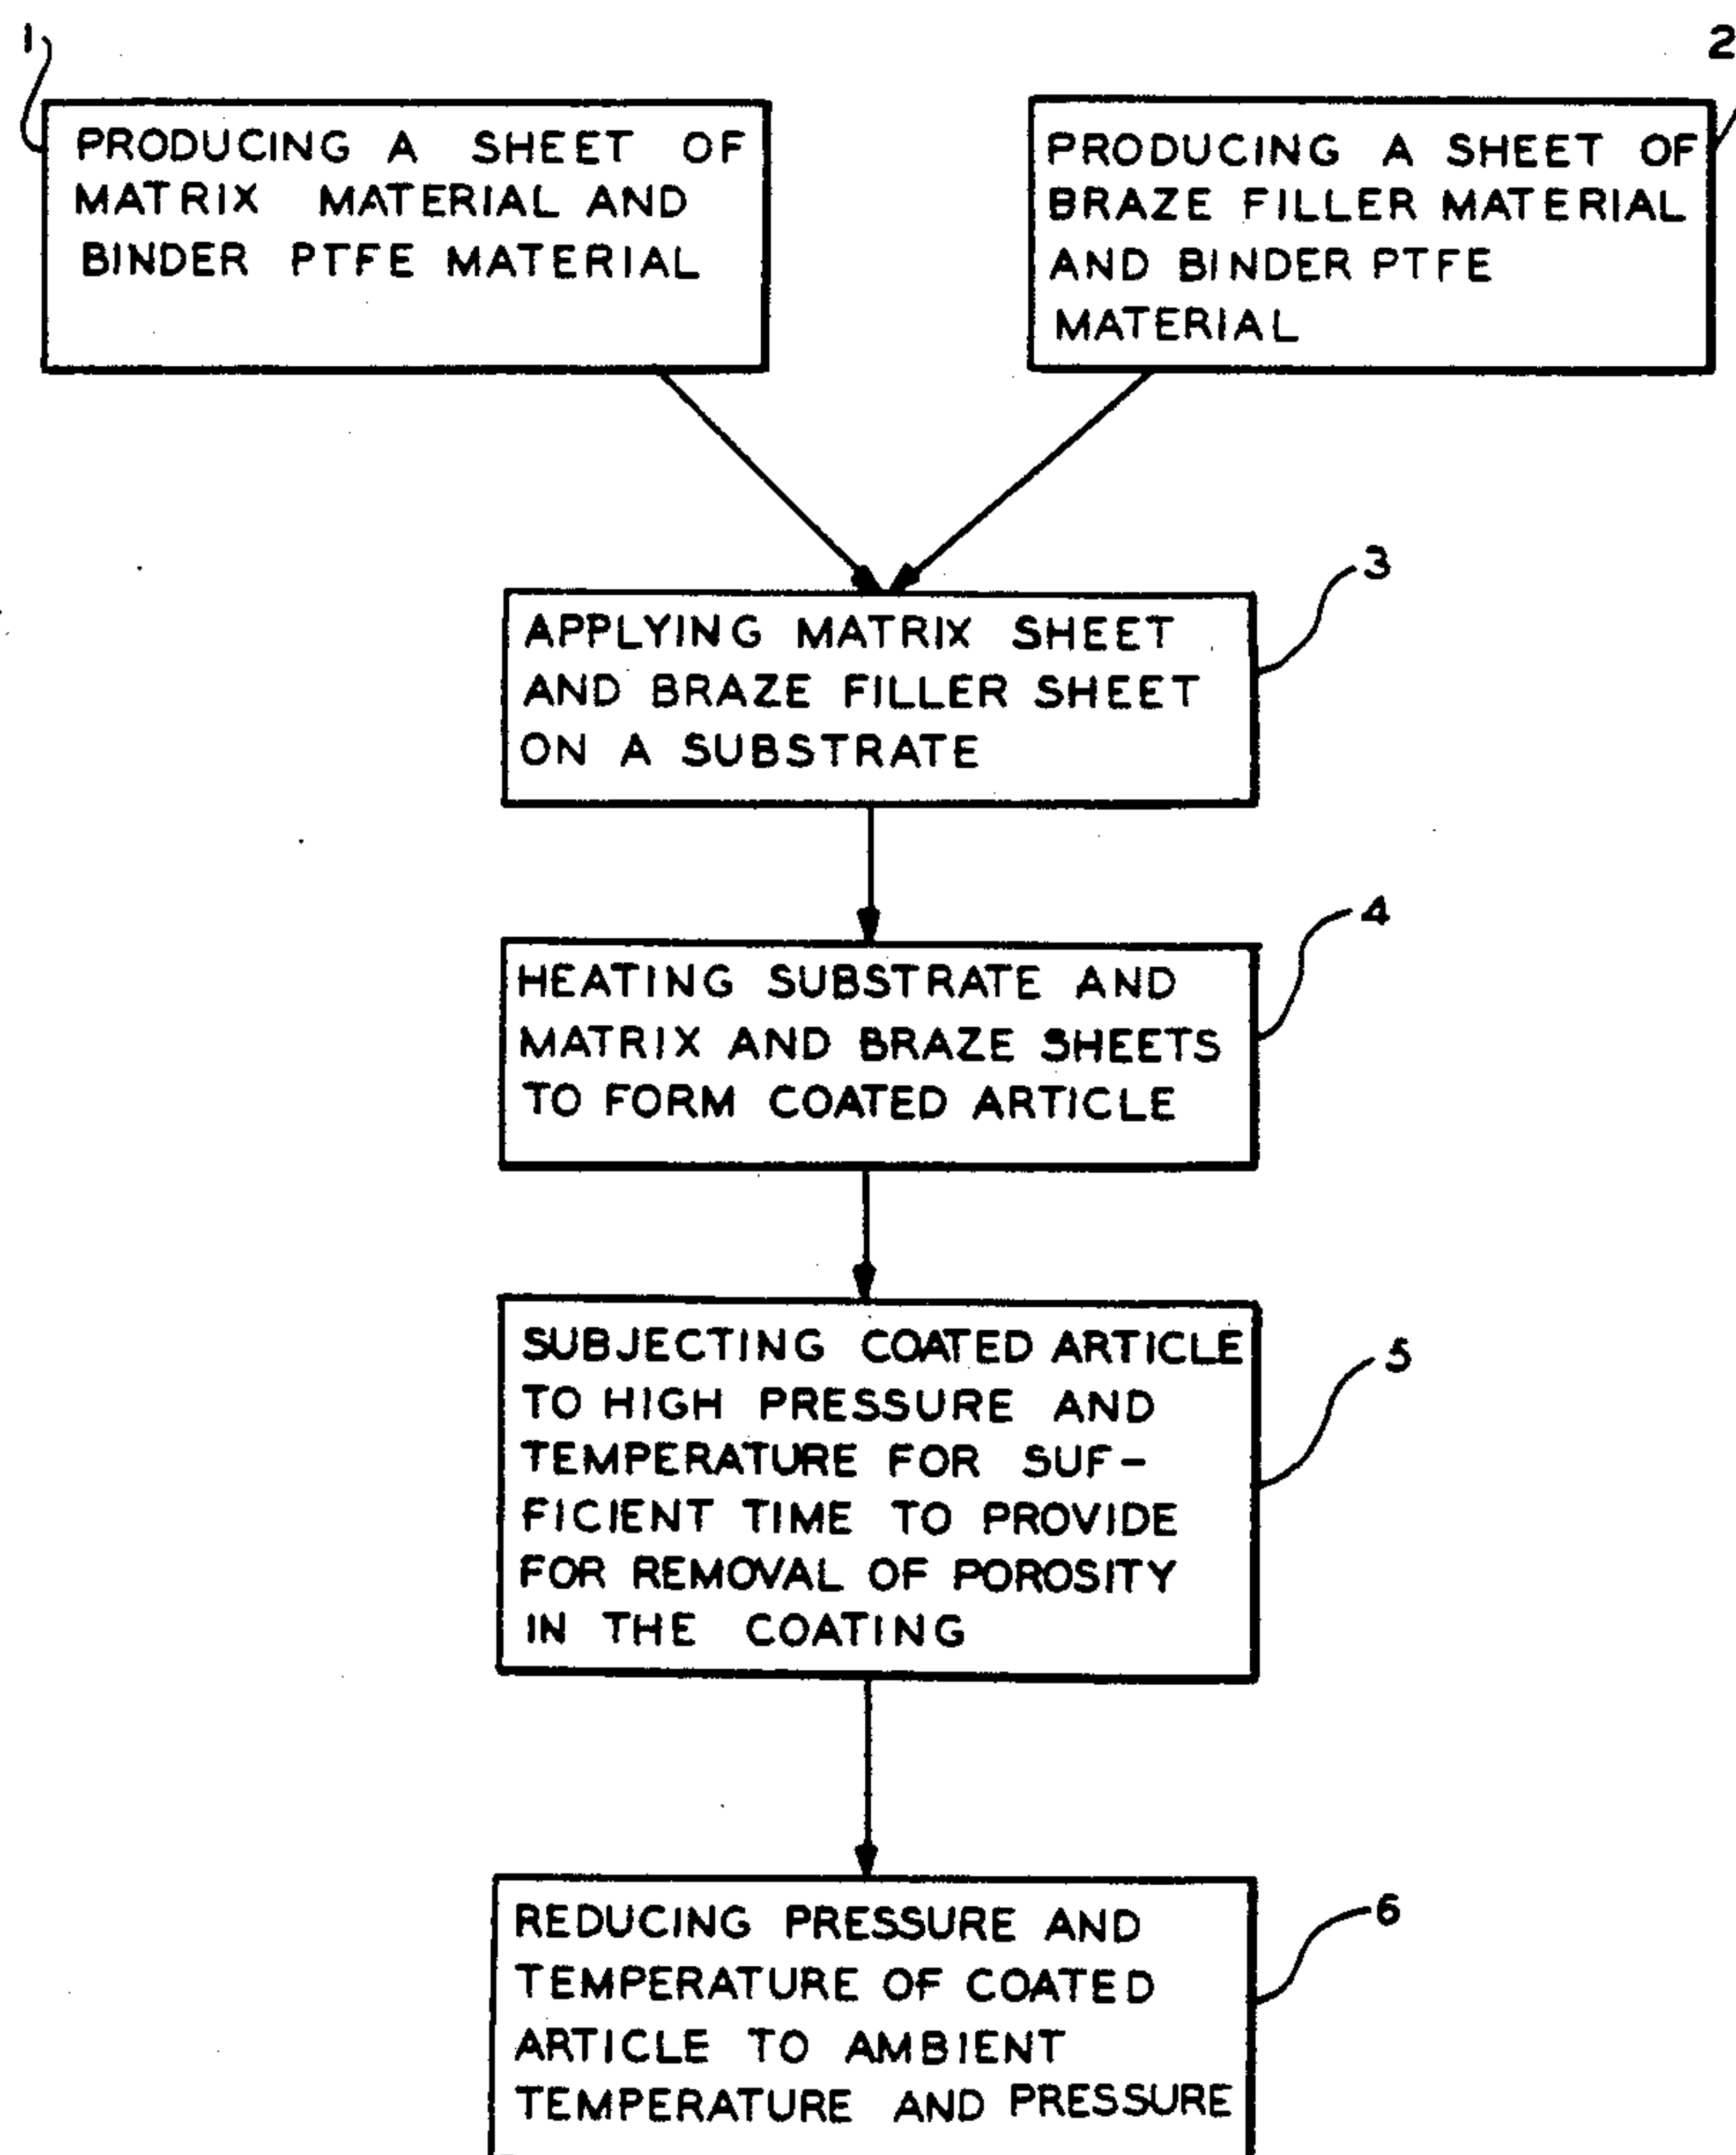 1
PRODUCING A SHEET OF
MATRIX MATERIAL AND
BINDER PTFE MATERIAL
2
PRODUCING A SHEET OF
BRAZE FILLER MATERIAL
AND BINDER PTFE
MATERIAL
3
APPLYING MATRIX SHEET
AND BRAZE FILLER SHEET
ON A SUBSTRATE
4
HEATING SUBSTRATE AND
MATRIX AND BRAZE SHEETS
TO FORM COATED ARTICLE
5
SUBJECTING COATED ARTICLE
TO HIGH PRESSURE AND
TEMPERATURE FOR SUF-
FICIENT TIME TO PROVIDE
FOR REMOVAL OF POROSITY
IN THE COATING
6
REDUCING PRESSURE AND
TEMPERATURE OF COATED
ARTICLE TO AMBIENT
TEMPERATURE AND PRESSURE